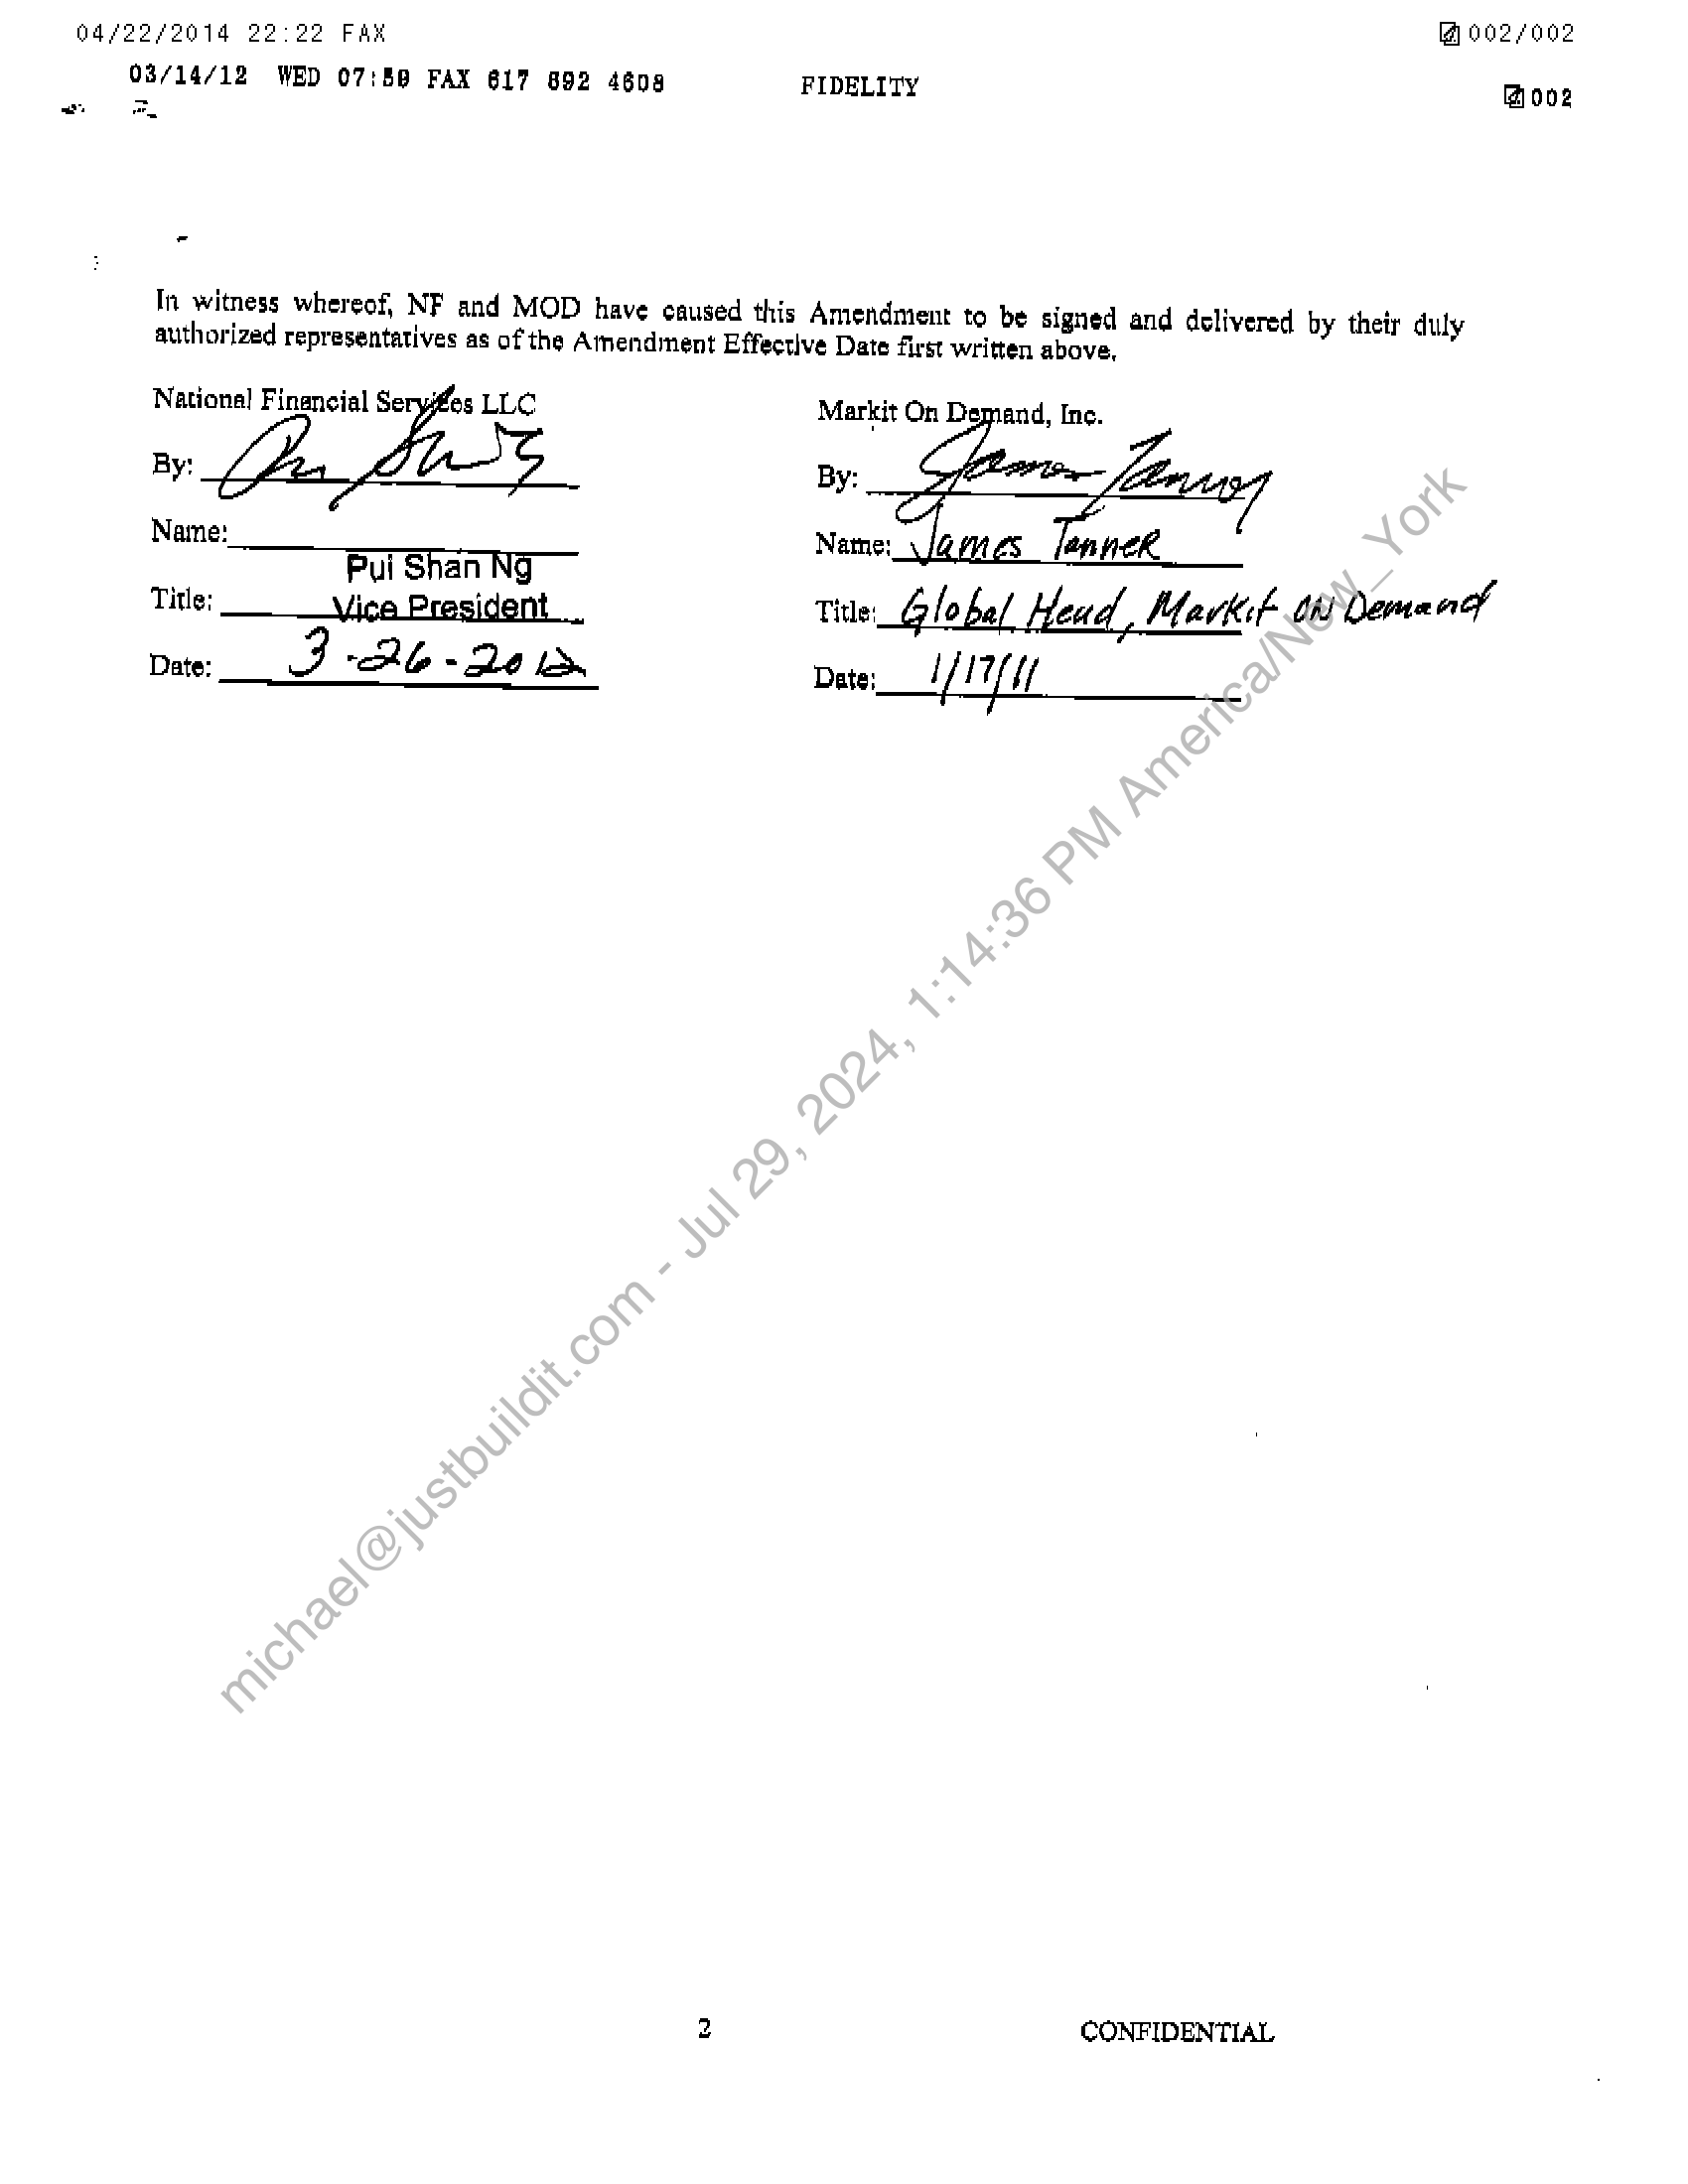 04/22/2014 22:22 FAX 002/002
03/14/12 WED 07:59 FAX 617 692 4608 FIDELITY 002
In witness whereof, NF and MOD have caused this Amendment to be signed and delivered by their duly
authorized representatives as of the Amendment Effective Date first written above.
National Financial Services LLC
By:
Name:
Pui Shan Ng
Title: Vice President
Date: 3-26-2012
Markit On Demand, Inc.
By: James Tanner
Name: James Tanner
Title: Global Head, Markit On Demand
Date: 1/17/11
michael@justbuildit.com - Jul 29, 2024, 1:14:36 PM America/New_York
2 CONFIDENTIAL